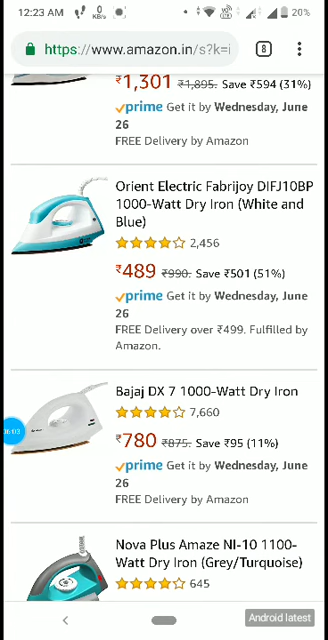 12:23 AM
0
KB/s
20%
https://www.amazon.in/s?k=i
8
₹1,301 ₹1,895. Save ₹594 (31%)
prime Get it by Wednesday, June
26
FREE Delivery by Amazon
Orient Electric Fabrijoy DIFJ10BP
1000-Watt Dry Iron (White and
Blue)
2,456
₹489 ₹990. Save ₹501 (51%)
prime Get it by Wednesday, June
26
FREE Delivery over ₹499. Fulfilled by
Amazon.
Bajaj DX 7 1000-Watt Dry Iron
7,660
₹780 ₹875. Save ₹95 (11%)
prime Get it by Wednesday, June
26
FREE Delivery by Amazon
06:03
Nova Plus Amaze NI-10 1100-
Watt Dry Iron (Grey/Turquoise)
645
Android latest